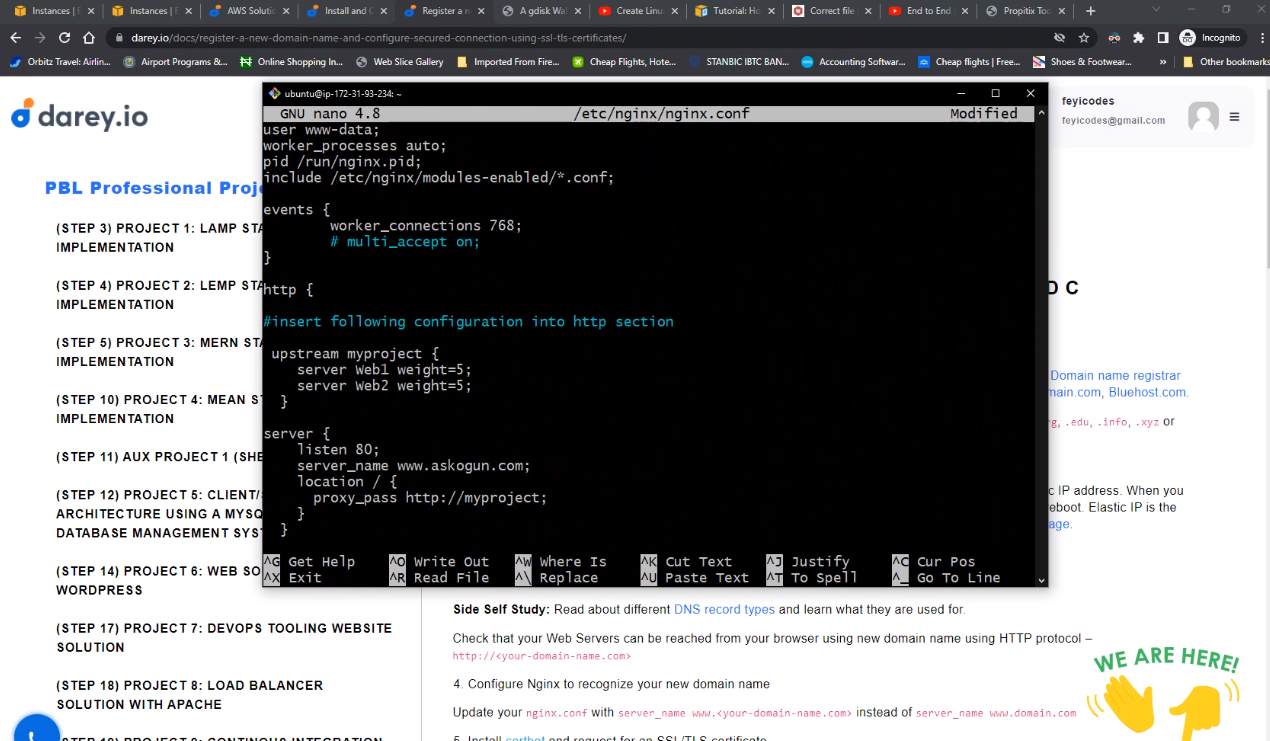 Instances | E
Instances | E
AWS Solutio
Install and C
Register a n
A gdisk Wal
Create Linu
Tutorial: Ho
Correct file
End to End
Propitix Too
darey.io/docs/register-a-new-domain-name-and-configure-secured-connection-using-ssl-tls-certificates/
Incognito
Orbitz Travel: Airlin...
Airport Programs &...
Online Shopping In...
Web Slice Gallery
Imported From Fire...
Cheap Flights, Hote...
STANBIC IBTC BAN...
Accounting Softwar...
Cheap flights | Free...
Shoes & Footwear...
»
Other bookmarks
darey.io
feyicodes
feyicodes@gmail.com
PBL Professional Proj
(STEP 3) PROJECT 1: LAMP STA
IMPLEMENTATION
(STEP 4) PROJECT 2: LEMP STA
IMPLEMENTATION
(STEP 5) PROJECT 3: MERN STA
IMPLEMENTATION
(STEP 10) PROJECT 4: MEAN ST
IMPLEMENTATION
(STEP 11) AUX PROJECT 1 (SHE
(STEP 12) PROJECT 5: CLIENT/S
ARCHITECTURE USING A MYSQ
DATABASE MANAGEMENT SYST
(STEP 14) PROJECT 6: WEB SO
WORDPRESS
(STEP 17) PROJECT 7: DEVOPS TOOLING WEBSITE
SOLUTION
(STEP 18) PROJECT 8: LOAD BALANCER
SOLUTION WITH APACHE
ubuntu@ip-172-31-93-234: ~
GNU nano 4.8 /etc/nginx/nginx.conf Modified
user www-data;
worker_processes auto;
pid /run/nginx.pid;
include /etc/nginx/modules-enabled/*.conf;
events {
worker_connections 768;
# multi_accept on;
}
http {
#insert following configuration into http section
upstream myproject {
server Web1 weight=5;
server Web2 weight=5;
}
server {
listen 80;
server_name www.askogun.com;
location / {
proxy_pass http://myproject;
}
}
^G Get Help ^O Write Out ^W Where Is ^K Cut Text ^J Justify ^C Cur Pos
^X Exit ^R Read File ^\ Replace ^U Paste Text ^T To Spell ^_ Go To Line
D C
Domain name registrar
main.com, Bluehost.com.
rg, .edu, .info, .xyz or
c IP address. When you
eboot. Elastic IP is the
age.
Side Self Study: Read about different DNS record types and learn what they are used for.
Check that your Web Servers can be reached from your browser using new domain name using HTTP protocol –
http://<your-domain-name.com>
4. Configure Nginx to recognize your new domain name
Update your nginx.conf with server_name www.<your-domain-name.com> instead of server_name www.domain.com
5. Install certbot and request for an SSL/TLS certificate
WE ARE HERE!